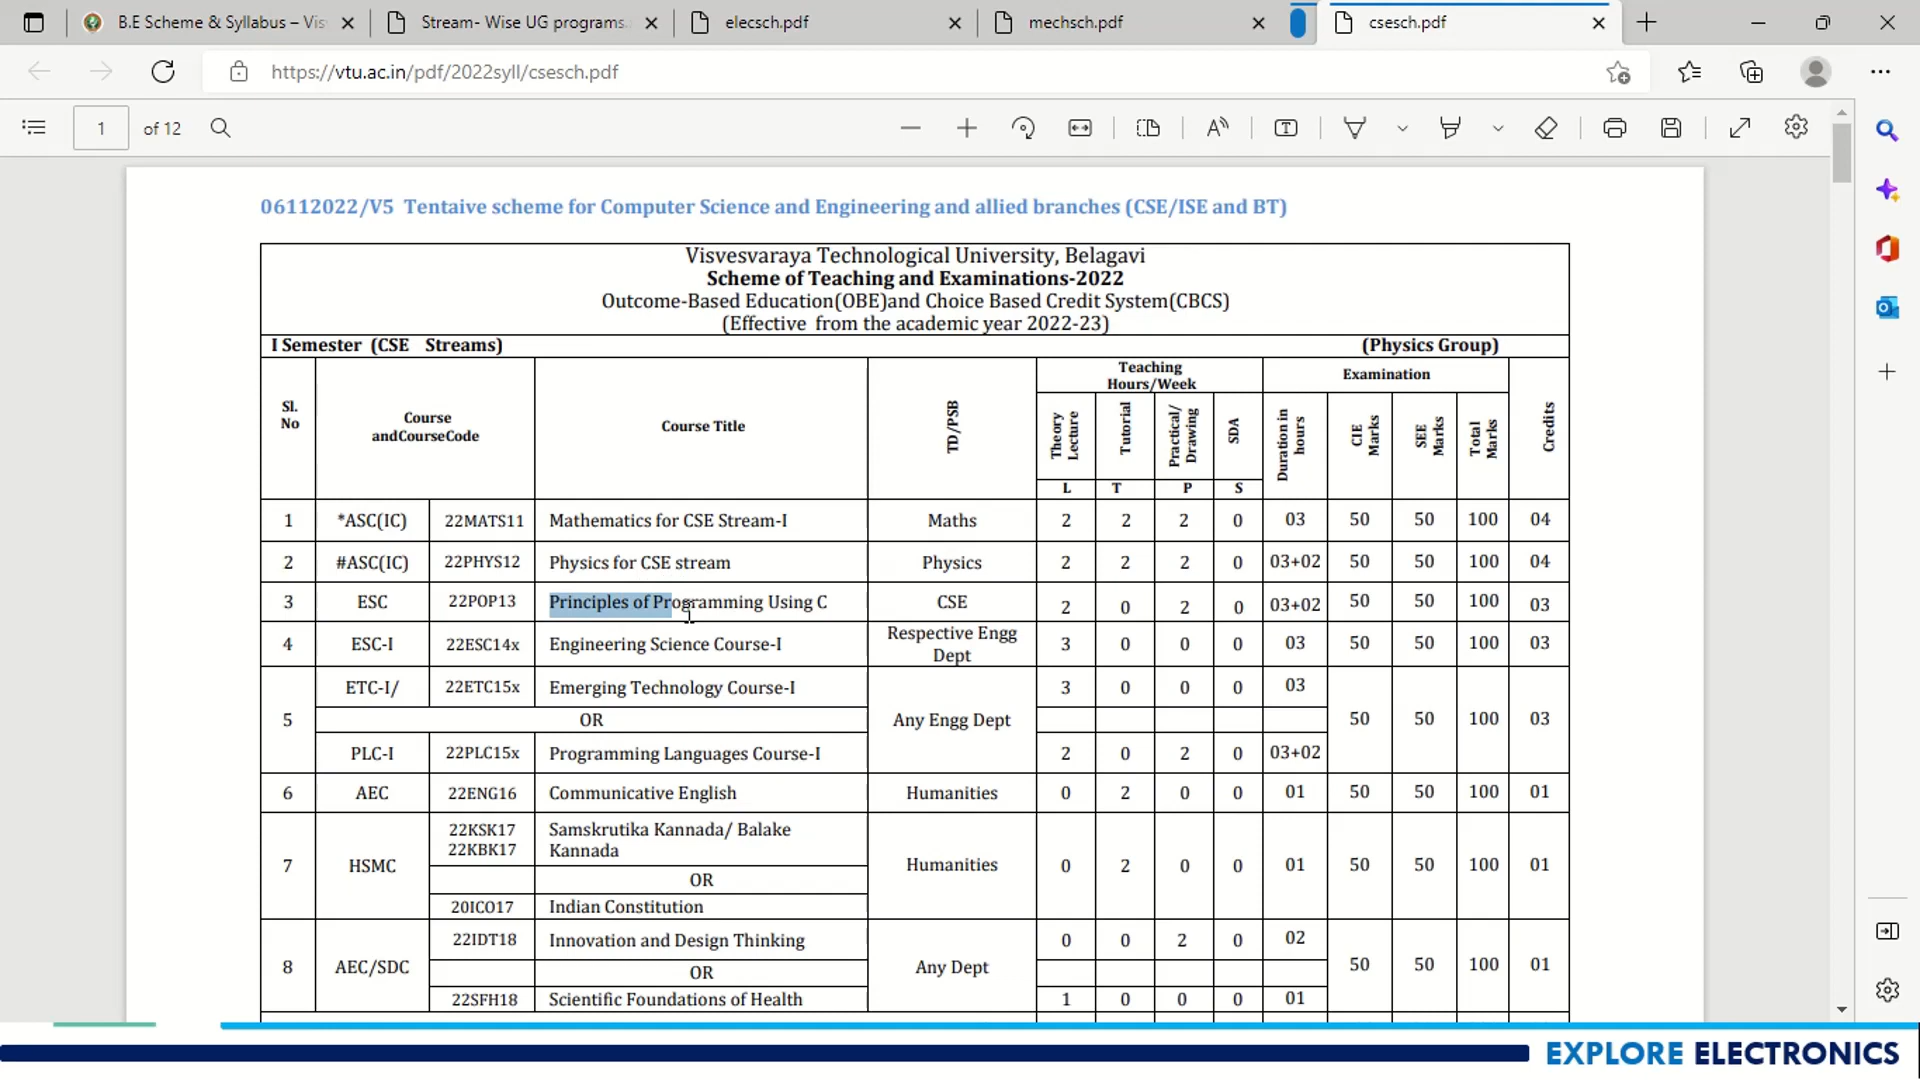 B.E Scheme & Syllabus – Vis
Stream- Wise UG programs.
elecsch.pdf
mechsch.pdf
csesch.pdf
https://vtu.ac.in/pdf/2022syll/csesch.pdf
1 of 12
06112022/V5 Tentaive scheme for Computer Science and Engineering and allied branches (CSE/ISE and BT)
Visvesvaraya Technological University, Belagavi
Scheme of Teaching and Examinations-2022
Outcome-Based Education(OBE)and Choice Based Credit System(CBCS)
(Effective from the academic year 2022-23)
I Semester (CSE Streams) (Physics Group)
Sl. No
Course andCourseCode
Course Title
TD/PSB
Teaching Hours/Week
Examination
Credits
Theory Lecture
Tutorial
Practical/ Drawing
SDA
Duration in hours
CIE Marks
SEE Marks
Total Marks
L T P S
1 *ASC(IC) 22MATS11 Mathematics for CSE Stream-I Maths 2 2 2 0 03 50 50 100 04
2 #ASC(IC) 22PHYS12 Physics for CSE stream Physics 2 2 2 0 03+02 50 50 100 04
3 ESC 22POP13 Principles of Programming Using C CSE 2 0 2 0 03+02 50 50 100 03
4 ESC-I 22ESC14x Engineering Science Course-I Respective Engg Dept 3 0 0 0 03 50 50 100 03
5 ETC-I/ 22ETC15x Emerging Technology Course-I Any Engg Dept 3 0 0 0 03 50 50 100 03
OR
PLC-I 22PLC15x Programming Languages Course-I 2 0 2 0 03+02
6 AEC 22ENG16 Communicative English Humanities 0 2 0 0 01 50 50 100 01
7 HSMC 22KSK17 22KBK17 Samskrutika Kannada/ Balake Kannada Humanities 0 2 0 0 01 50 50 100 01
OR
20ICO17 Indian Constitution
8 AEC/SDC 22IDT18 Innovation and Design Thinking Any Dept 0 0 2 0 02 50 50 100 01
OR
22SFH18 Scientific Foundations of Health 1 0 0 0 01
EXPLORE ELECTRONICS